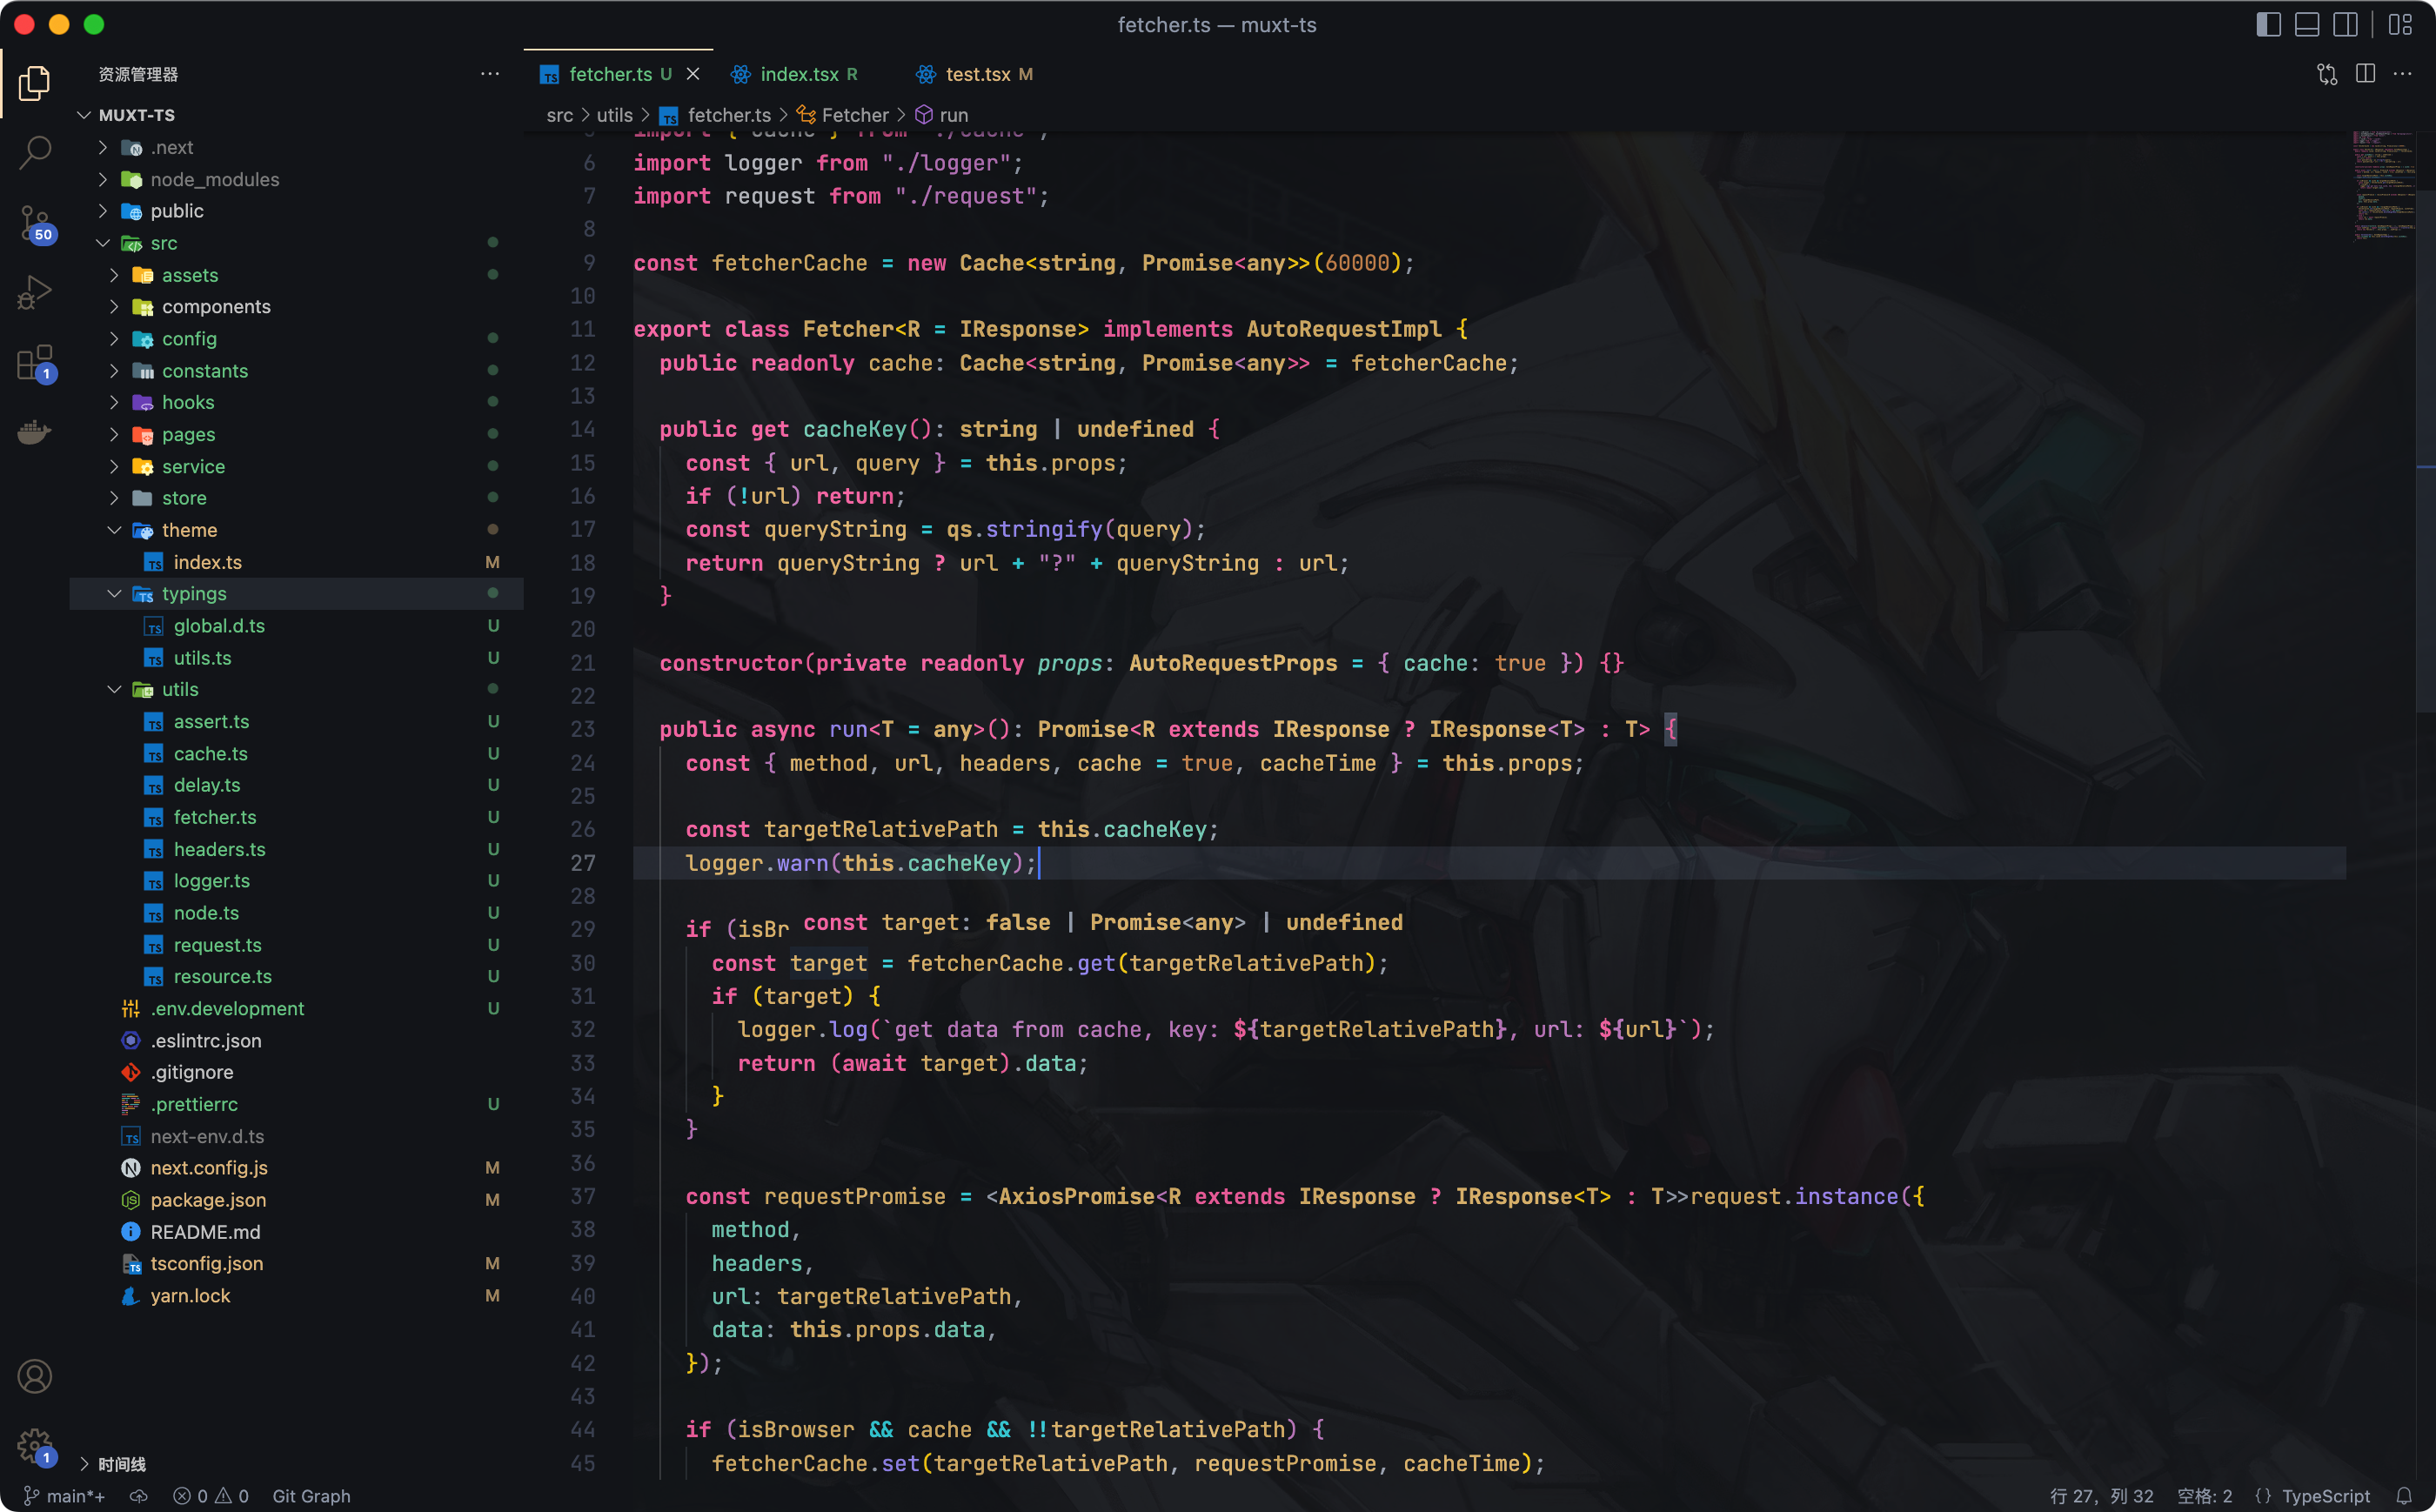 fetcher.ts — muxt-ts
资源管理器
MUXT-TS
.next
node_modules
public
src
assets
components
config
constants
hooks
pages
service
store
theme
index.ts M
typings
global.d.ts U
utils.ts U
utils
assert.ts U
cache.ts U
delay.ts U
fetcher.ts U
headers.ts U
logger.ts U
node.ts U
request.ts U
resource.ts U
.env.development U
.eslintrc.json
.gitignore
.prettierrc U
next-env.d.ts
next.config.js M
package.json M
README.md
tsconfig.json M
yarn.lock M
时间线
50
1
1
fetcher.ts U
index.tsx R
test.tsx M
src > utils > fetcher.ts > Fetcher > run
5 import { cache } from "./cache";
6 import logger from "./logger";
7 import request from "./request";
8
9 const fetcherCache = new Cache<string, Promise<any>>(60000);
10
11 export class Fetcher<R = IResponse> implements AutoRequestImpl {
12 public readonly cache: Cache<string, Promise<any>> = fetcherCache;
13
14 public get cacheKey(): string | undefined {
15 const { url, query } = this.props;
16 if (!url) return;
17 const queryString = qs.stringify(query);
18 return queryString ? url + "?" + queryString : url;
19 }
20
21 constructor(private readonly props: AutoRequestProps = { cache: true }) {}
22
23 public async run<T = any>(): Promise<R extends IResponse ? IResponse<T> : T> {
24 const { method, url, headers, cache = true, cacheTime } = this.props;
25
26 const targetRelativePath = this.cacheKey;
27 logger.warn(this.cacheKey);
28
29 if (isBr const target: false | Promise<any> | undefined
30 const target = fetcherCache.get(targetRelativePath);
31 if (target) {
32 logger.log(`get data from cache, key: ${targetRelativePath}, url: ${url}`);
33 return (await target).data;
34 }
35 }
36
37 const requestPromise = <AxiosPromise<R extends IResponse ? IResponse<T> : T>>request.instance({
38 method,
39 headers,
40 url: targetRelativePath,
41 data: this.props.data,
42 });
43
44 if (isBrowser && cache && !!targetRelativePath) {
45 fetcherCache.set(targetRelativePath, requestPromise, cacheTime);
main*+ 0 0 Git Graph
行 27，列 32 空格: 2 {} TypeScript